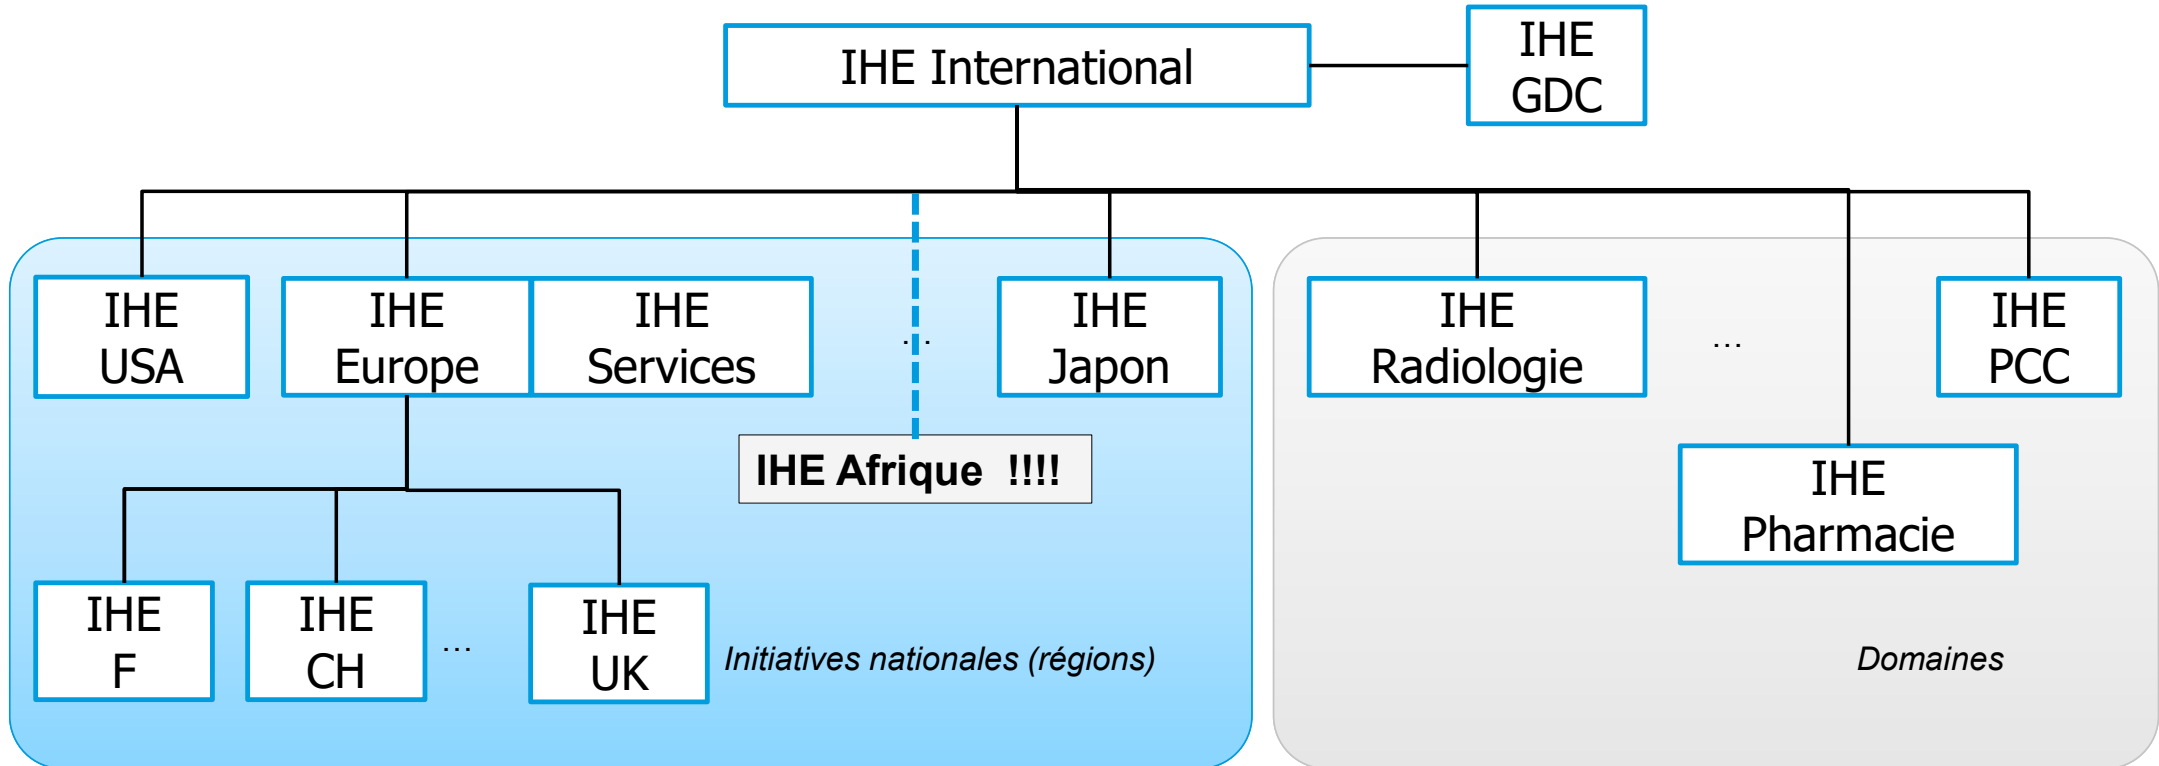 IHE International
IHE
GDC
IHE
USA
IHE
Europe
IHE
Services
...
IHE
Japon
IHE
Radiologie
...
IHE
PCC
IHE Afrique  !!!!
IHE
Pharmacie
IHE
F
IHE
CH
...
IHE
UK
Initiatives nationales (régions)
Domaines